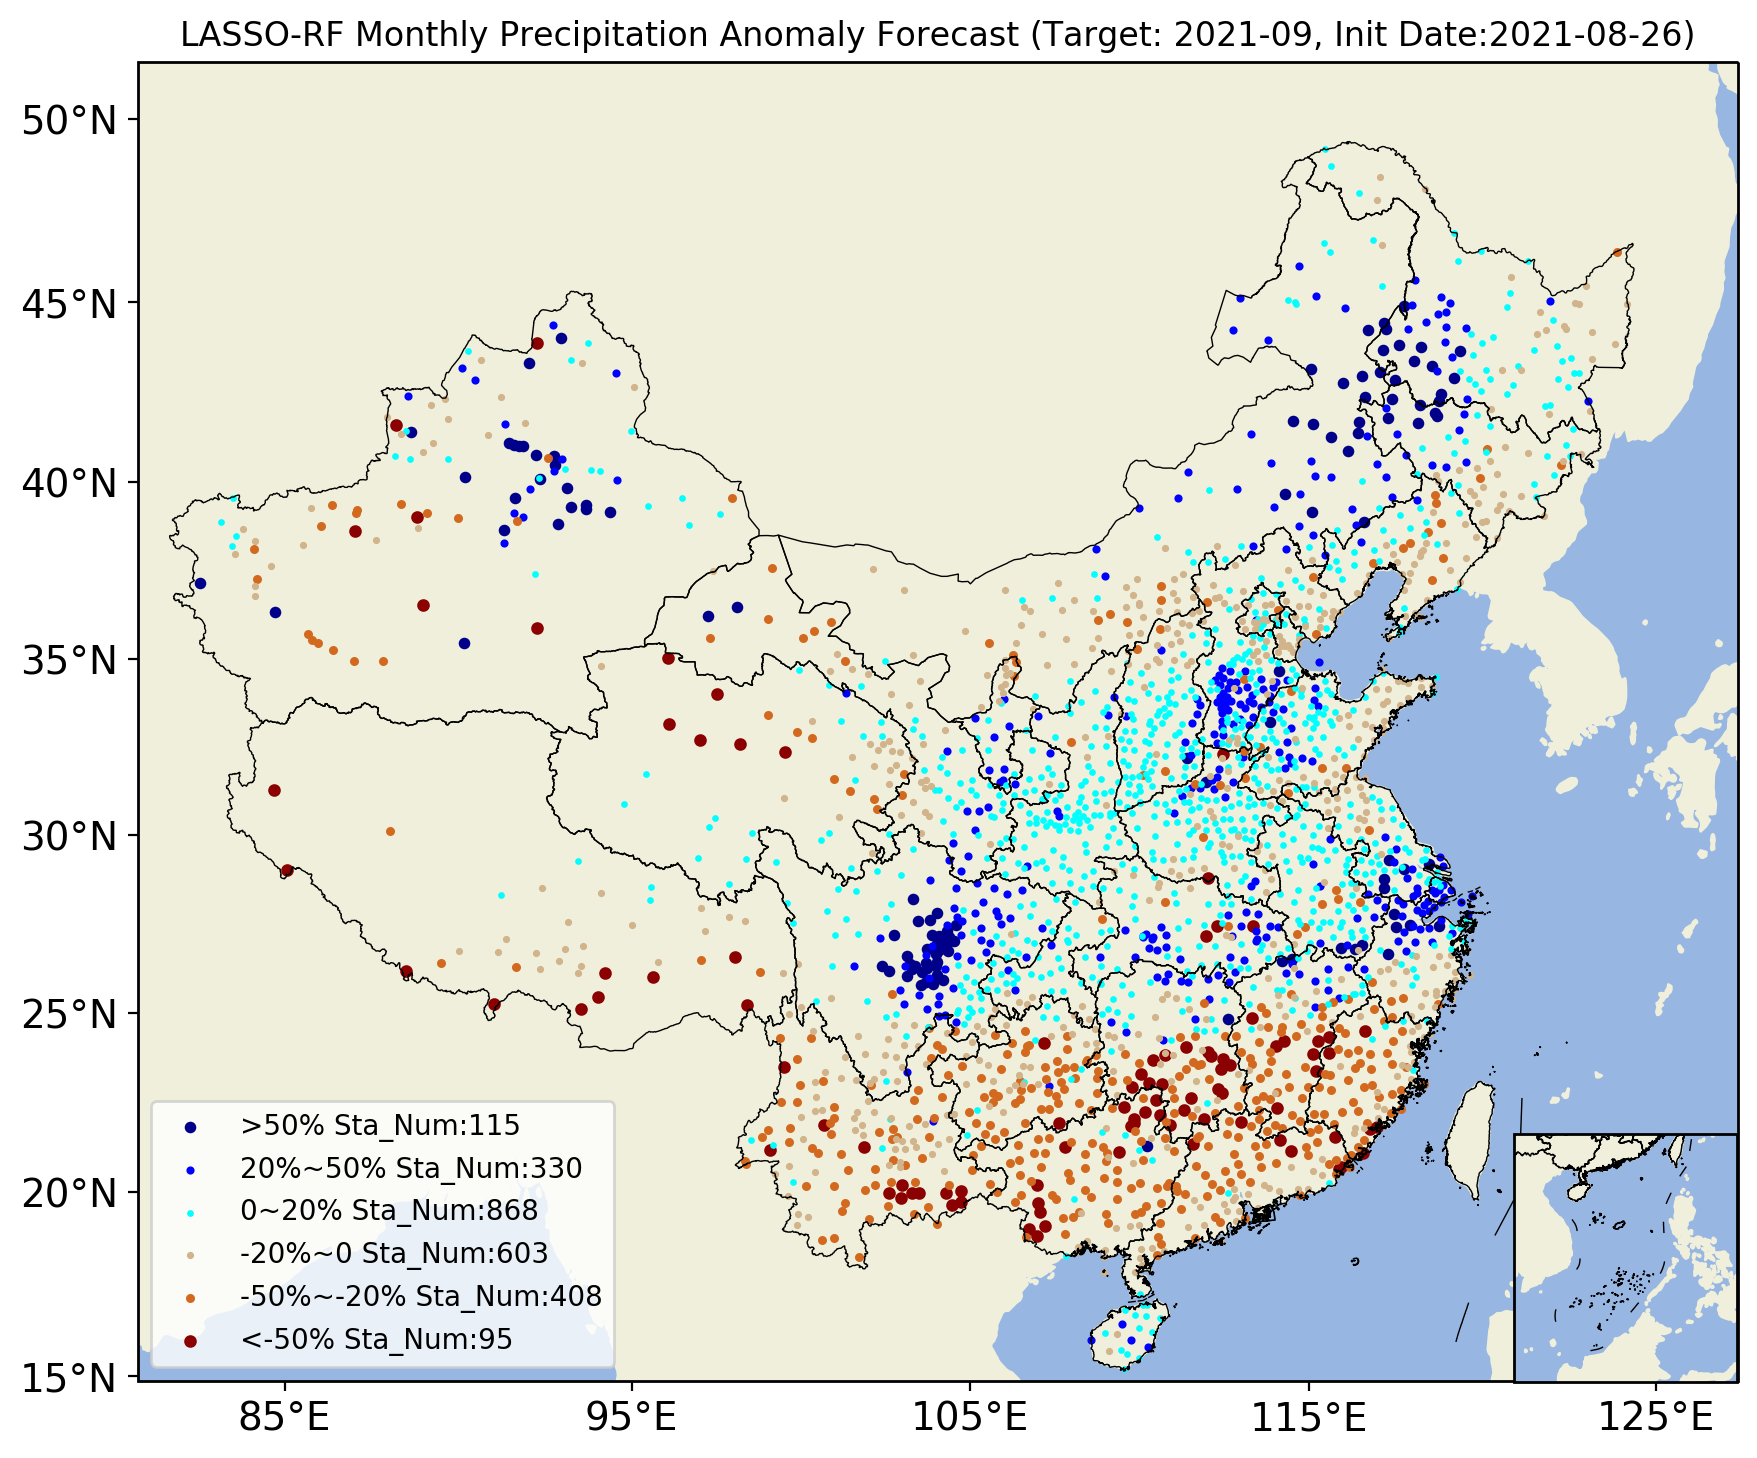 LASSO-RF Monthly Precipitation Anomaly Forecast (Target: 2021-09, Init Date:2021-08-26)
50°N
45°N
40°N
35°N
30°N
25°N
20°N
15°N
>50% Sta_Num:115
20%~50% Sta_Num:330
0~20% Sta_Num:868
-20%~0 Sta_Num:603
-50%~-20% Sta_Num:408
<-50% Sta_Num:95
85°E
95°E
105°E
115°E
125°E